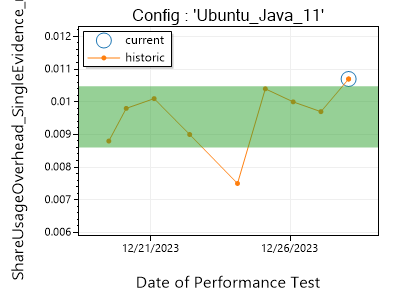 Config : 'Ubuntu_Java_11'
current
historic
0.012
0.011
0.01
0.009
0.008
0.007
0.006
ShareUsageOverhead_SingleEvidence_
12/21/2023
12/26/2023
Date of Performance Test